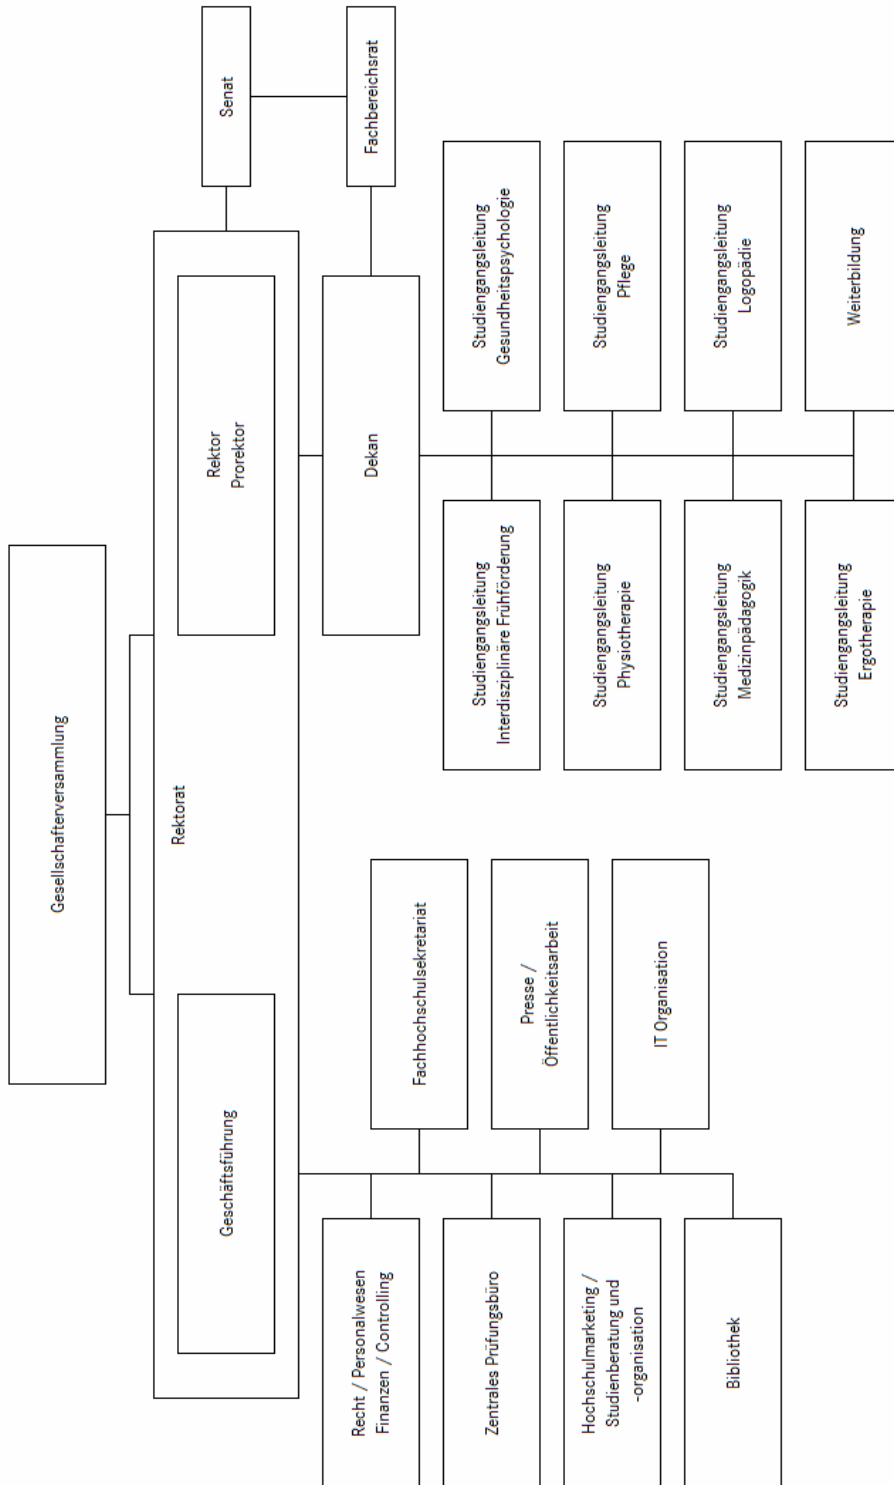 Gesellschafterversammlung
Rektorat
Geschäftsführung
Rektor
Prorektor
Senat
Fachbereichsrat
Dekan
Recht / Personalwesen
Finanzen / Controlling
Zentrales Prüfungsbüro
Hochschulmarketing /
Studienberatung und
-organisation
Bibliothek
Fachhochschulsekretariat
Presse /
Öffentlichkeitsarbeit
IT Organisation
Studiengangsleitung
Interdisziplinäre Frühförderung
Studiengangsleitung
Gesundheitspsychologie
Studiengangsleitung
Physiotherapie
Studiengangsleitung
Pflege
Studiengangsleitung
Medizinpädagogik
Studiengangsleitung
Logopädie
Studiengangsleitung
Ergotherapie
Weiterbildung